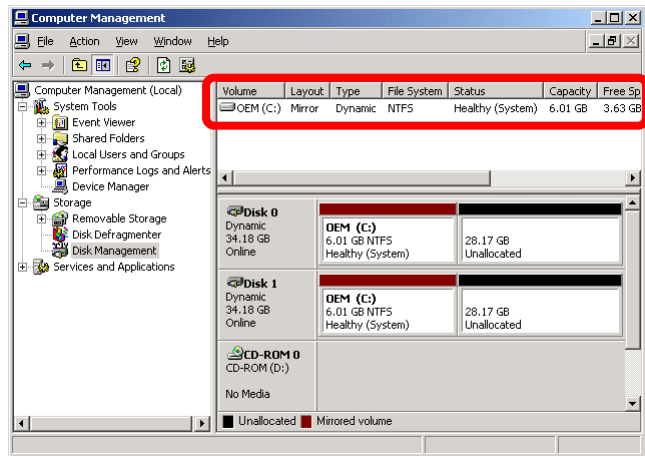 Computer Management
File Action View Window Help
Computer Management (Local)
System Tools
Event Viewer
Shared Folders
Local Users and Groups
Performance Logs and Alerts
Device Manager
Storage
Removable Storage
Disk Defragmenter
Disk Management
Services and Applications
Volume Layout Type File System Status Capacity Free Sp
OEM (C:) Mirror Dynamic NTFS Healthy (System) 6.01 GB 3.63 GB
Disk 0
Dynamic
34.18 GB
Online
OEM (C:)
6.01 GB NTFS
Healthy (System)
28.17 GB
Unallocated
Disk 1
Dynamic
34.18 GB
Online
OEM (C:)
6.01 GB NTFS
Healthy (System)
28.17 GB
Unallocated
CD-ROM 0
CD-ROM (D:)
No Media
Unallocated Mirrored volume